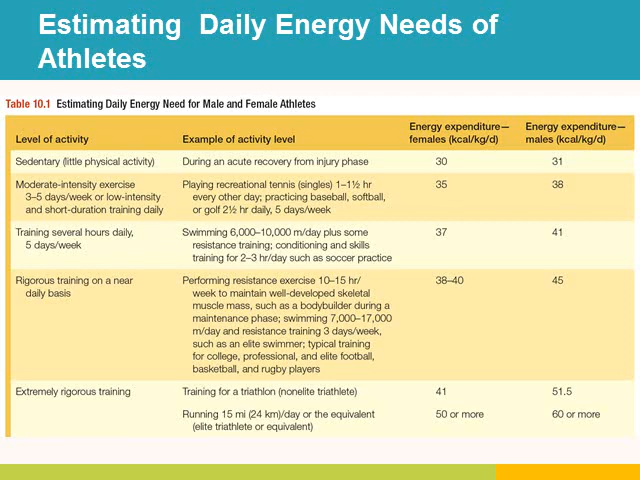 Estimating  Daily Energy Needs of
Athletes
Table 10.1  Estimating Daily Energy Need for Male and Female Athletes
Level of activity
Example of activity level
Energy expenditure—
females (kcal/kg/d)
Energy expenditure—
males (kcal/kg/d)
Sedentary (little physical activity)
During an acute recovery from injury phase
30
31
Moderate-intensity exercise
3–5 days/week or low-intensity
and short-duration training daily
Playing recreational tennis (singles) 1–1½ hr
every other day; practicing baseball, softball,
or golf 2½ hr daily, 5 days/week
35
38
Training several hours daily,
5 days/week
Swimming 6,000–10,000 m/day plus some
resistance training; conditioning and skills
training for 2–3 hr/day such as soccer practice
37
41
Rigorous training on a near
daily basis
Performing resistance exercise 10–15 hr/
week to maintain well-developed skeletal
muscle mass, such as a bodybuilder during a
maintenance phase; swimming 7,000–17,000
m/day and resistance training 3 days/week,
such as an elite swimmer; typical training
for college, professional, and elite football,
basketball, and rugby players
38–40
45
Extremely rigorous training
Training for a triathlon (nonelite triathlete)
41
51.5
Running 15 mi (24 km)/day or the equivalent
(elite triathlete or equivalent)
50 or more
60 or more